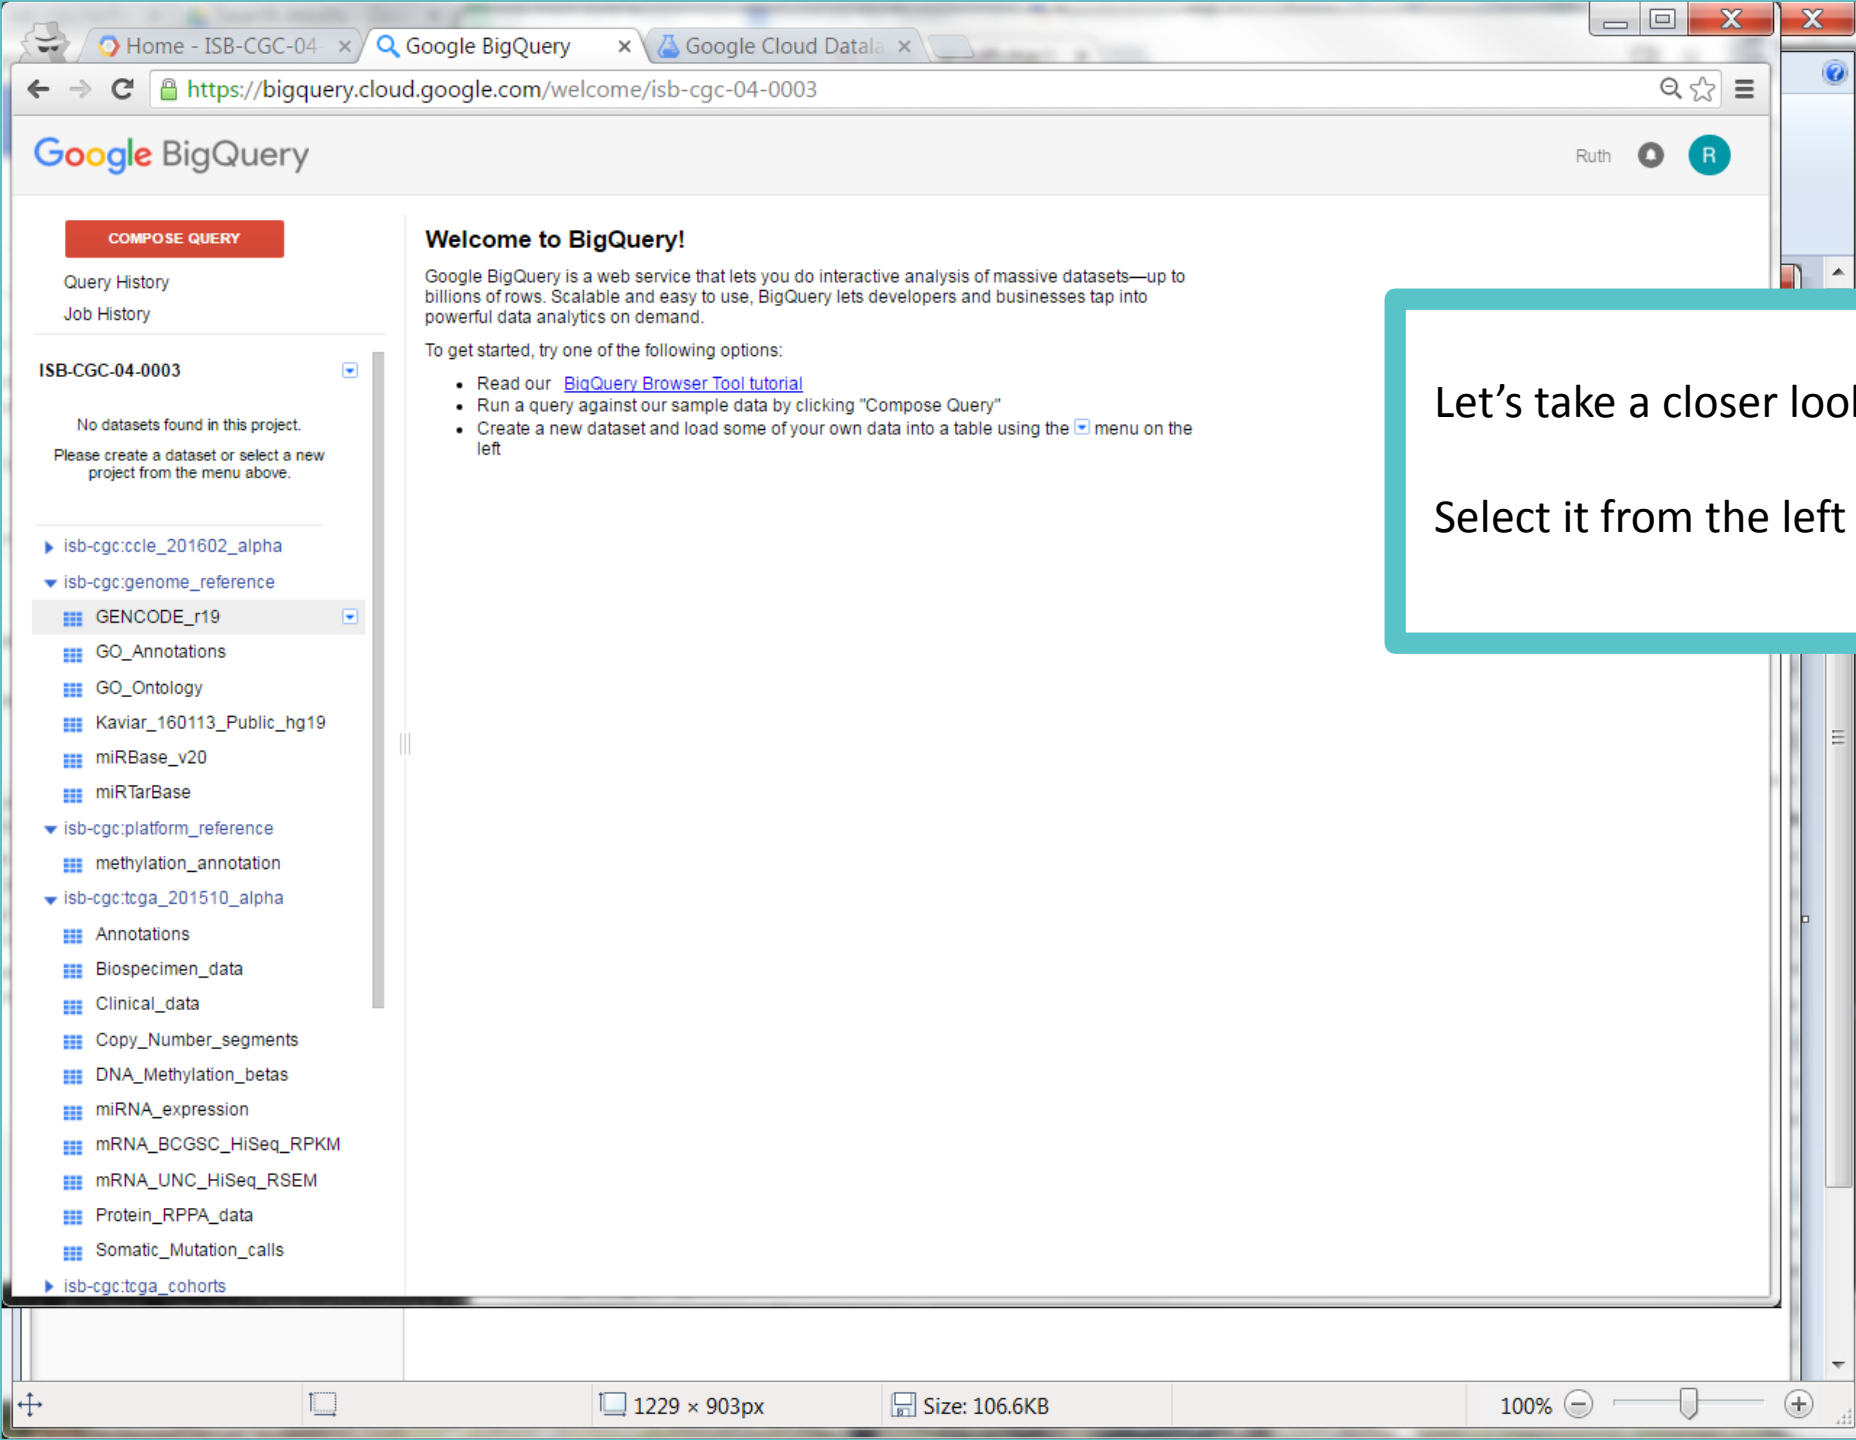 Home - ISB-CGC-04-
Google BigQuery
Google Cloud Datala
https://bigquery.cloud.google.com/welcome/isb-cgc-04-0003
Google BigQuery
Ruth
R
COMPOSE QUERY
Query History
Job History
ISB-CGC-04-0003
No datasets found in this project.
Please create a dataset or select a new
project from the menu above.
isb-cgc:ccle_201602_alpha
isb-cgc:genome_reference
GENCODE_r19
GO_Annotations
GO_Ontology
Kaviar_160113_Public_hg19
miRBase_v20
miRTarBase
isb-cgc:platform_reference
methylation_annotation
isb-cgc:tcga_201510_alpha
Annotations
Biospecimen_data
Clinical_data
Copy_Number_segments
DNA_Methylation_betas
miRNA_expression
mRNA_BCGSC_HiSeq_RPKM
mRNA_UNC_HiSeq_RSEM
Protein_RPPA_data
Somatic_Mutation_calls
isb-cgc:tcga_cohorts
Welcome to BigQuery!
Google BigQuery is a web service that lets you do interactive analysis of massive datasets—up to
billions of rows. Scalable and easy to use, BigQuery lets developers and businesses tap into
powerful data analytics on demand.
To get started, try one of the following options:
• Read our BigQuery Browser Tool tutorial
• Run a query against our sample data by clicking "Compose Query"
• Create a new dataset and load some of your own data into a table using the menu on the
left
Let's take a closer look
Select it from the left
1229 × 903px
Size: 106.6KB
100%